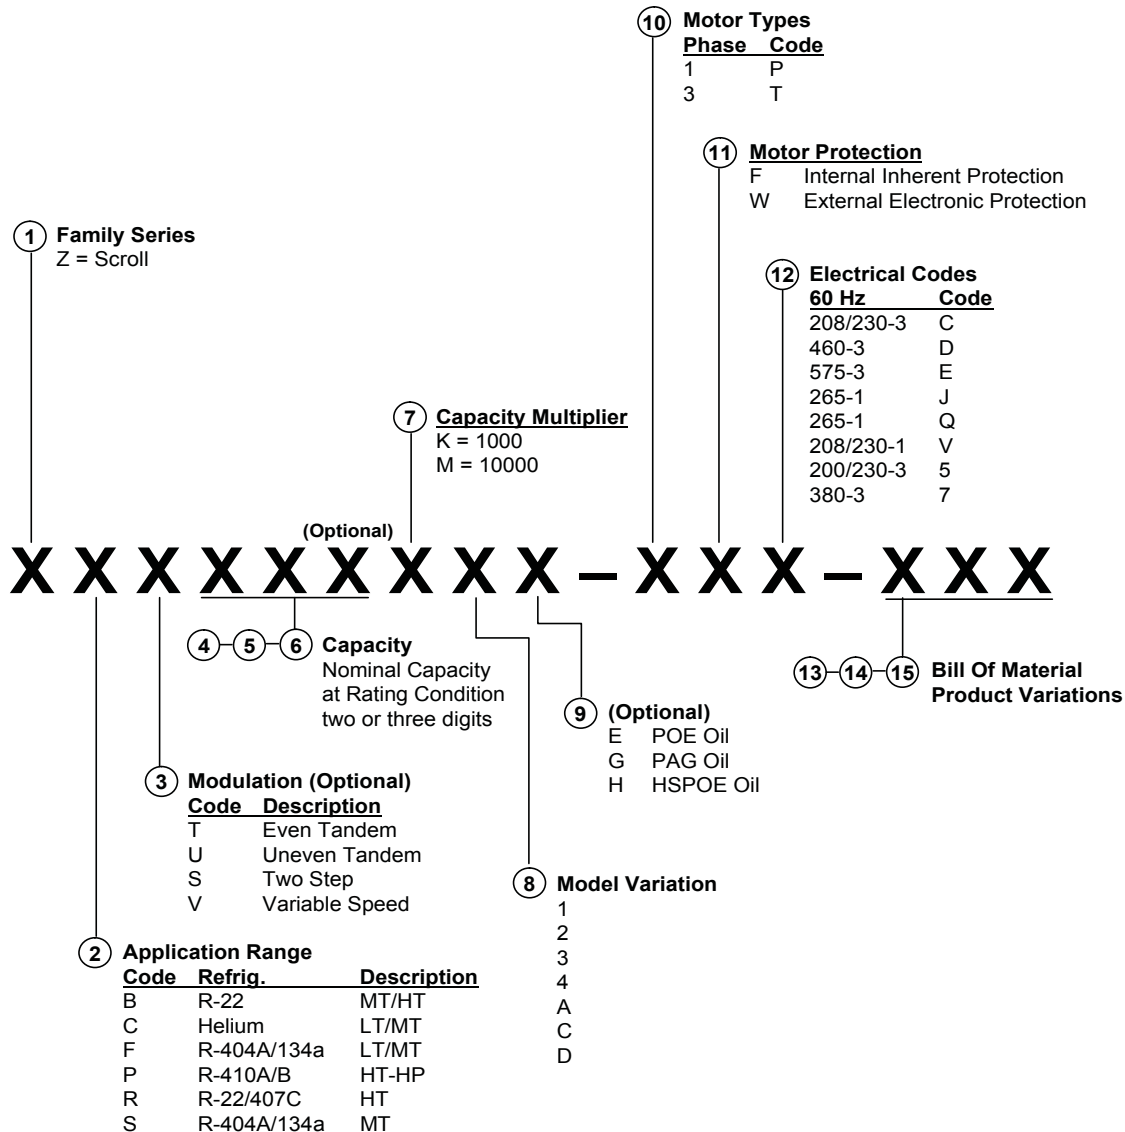 10 Motor Types
Phase Code
1 P
3 T
11 Motor Protection
F Internal Inherent Protection
W External Electronic Protection
1 Family Series
Z = Scroll
12 Electrical Codes
60 Hz Code
208/230-3 C
460-3 D
575-3 E
265-1 J
265-1 Q
208/230-1 V
200/230-3 5
380-3 7
7 Capacity Multiplier
K = 1000
M = 10000
(Optional)
X X X X X X X X X – X X X – X X X
4 5 6 Capacity
Nominal Capacity
at Rating Condition
two or three digits
13 14 15 Bill Of Material
Product Variations
9 (Optional)
E POE Oil
G PAG Oil
H HSPOE Oil
3 Modulation (Optional)
Code Description
T Even Tandem
U Uneven Tandem
S Two Step
V Variable Speed
8 Model Variation
1
2
3
4
A
C
D
2 Application Range
Code Refrig. Description
B R-22 MT/HT
C Helium LT/MT
F R-404A/134a LT/MT
P R-410A/B HT-HP
R R-22/407C HT
S R-404A/134a MT